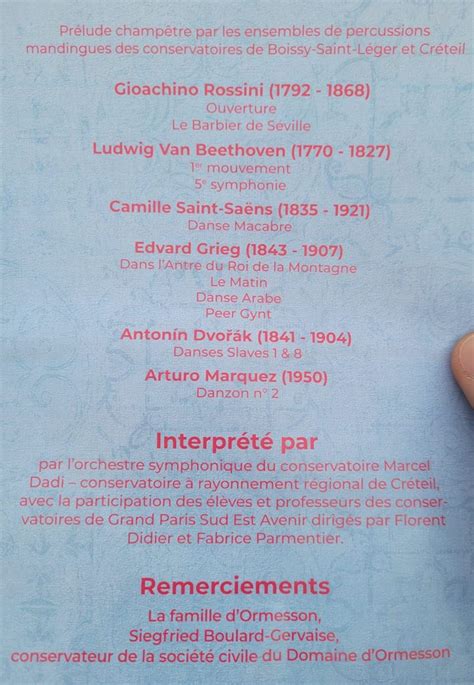 Prélude champêtre par les ensembles de percussions
mandingues des conservatoires de Boissy-Saint-Léger et Créteil
Gioachino Rossini (1792 - 1868)
Ouverture
Le Barbier de Séville
Ludwig Van Beethoven (1770 - 1827)
1er mouvement
5e symphonie
Camille Saint-Saëns (1835 - 1921)
Danse Macabre
Edvard Grieg (1843 - 1907)
Dans l'Antre du Roi de la Montagne
Le Matin
Danse Arabe
Peer Gynt
Antonín Dvořák (1841 - 1904)
Danses Slaves 1 & 8
Arturo Marquez (1950)
Danzon n° 2
Interprété par
par l'orchestre symphonique du conservatoire Marcel
Dadi – conservatoire à rayonnement régional de Créteil,
avec la participation des élèves et professeurs des conser-
vatoires de Grand Paris Sud Est Avenir dirigés par Florent
Didier et Fabrice Parmentier.
Remerciements
La famille d'Ormesson,
Siegfried Boulard-Gervaise,
conservateur de la société civile du Domaine d'Ormesson